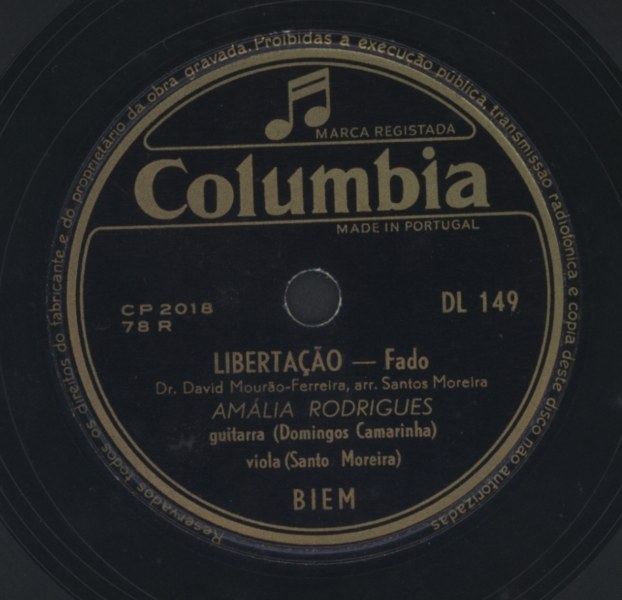 Reservados todos os direitos do fabricante e do proprietário da obra gravada. Proibidas a execução pública, transmissão radiofónica e copia deste disco não autorizadas
MARCA REGISTADA
Columbia
MADE IN PORTUGAL
CP 2018
78 R
DL 149
LIBERTAÇÃO — Fado
Dr. David Mourão-Ferreira, arr. Santos Moreira
AMÁLIA RODRIGUES
guitarra (Domingos Camarinha)
viola (Santo Moreira)
BIEM